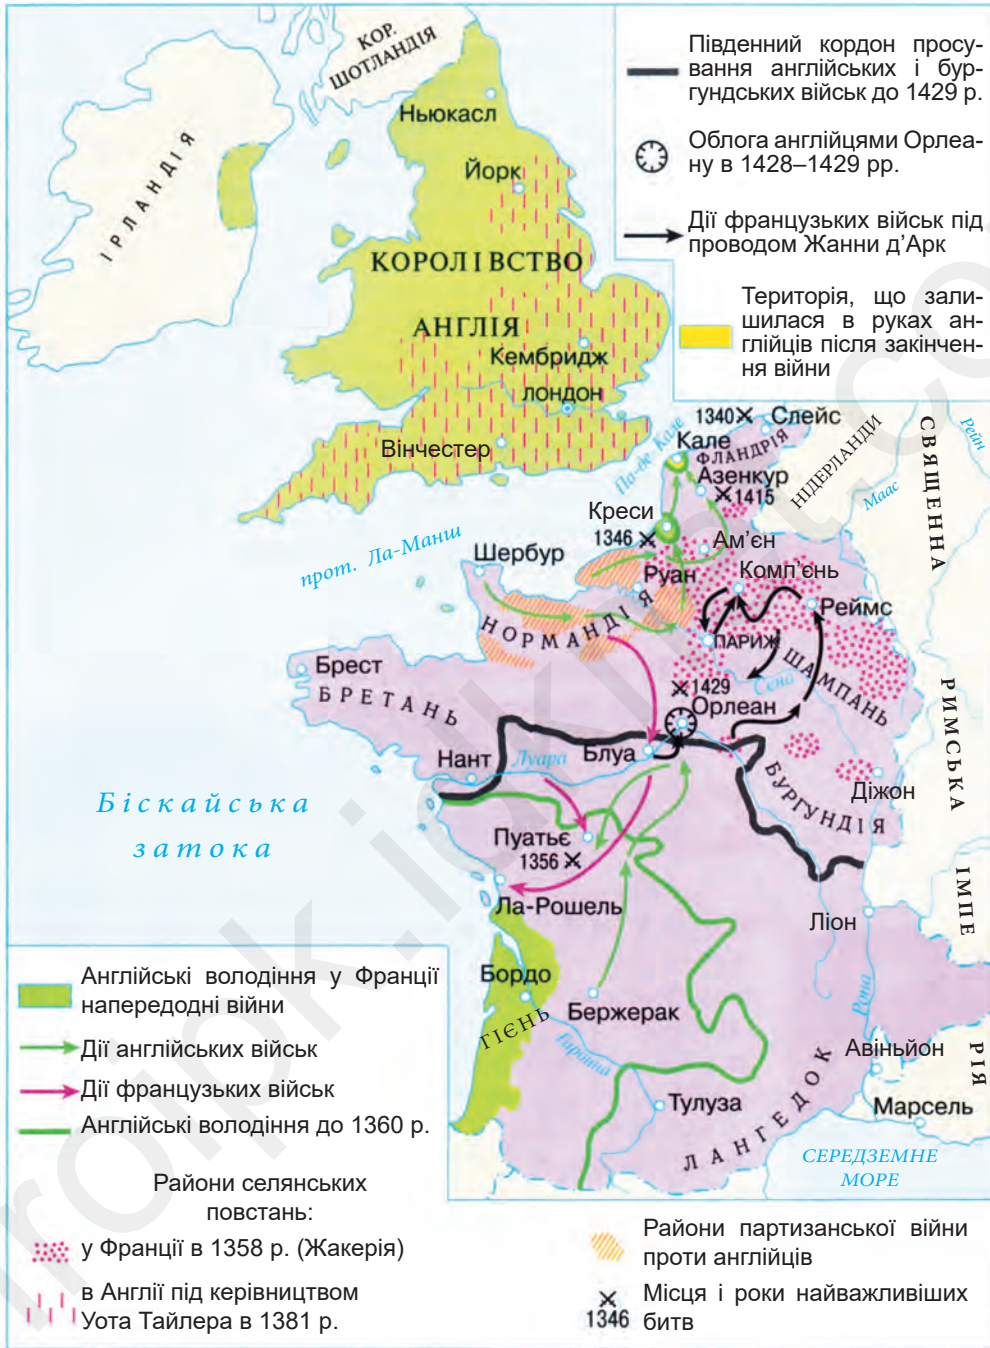 КОР.
ШОТЛАНДІЯ
Ньюкасл
Йорк
ІРЛАНДІЯ
КОРОЛІВСТВО
АНГЛІЯ
Кембридж
ЛОНДОН
Вінчестер
Південний кордон просу-
вання англійських і бур-
гундських військ до 1429 р.
Облога англійцями Орлеа-
ну в 1428–1429 рр.
Дії французьких військ під
проводом Жанни д’Арк
Територія, що зали-
шилася в руках ан-
глійців після закінчен-
ня війни
1340
Слейс
Па-де-Кале
Кале
ФЛАНДРІЯ
НІДЕРЛАНДИ
СВЯЩЕННА
РИМСЬКА
ІМПЕ
РІЯ
Рейн
Маас
Азенкур
1415
Креси
1346
Ам’єн
прот. Ла-Манш
Шербур
Руан
Комп’єнь
Реймс
НОРМАНДІЯ
ПАРИЖ
ШАМПАНЬ
Сена
Брест
БРЕТАНЬ
1429
Орлеан
Нант
Луара
Блуа
БУРГУНДІЯ
Діжон
Біскайська
затока
Пуатьє
1356
Ла-Рошель
Ліон
Бордо
ГІЄНЬ
Бержерак
Гаронна
Рона
Авіньйон
Тулуза
Марсель
ЛАНГЕДОК
СЕРЕДЗЕМНЕ
МОРЕ
Англійські володіння у Франції
напередодні війни
Дії англійських військ
Дії французьких військ
Англійські володіння до 1360 р.
Райони селянських
повстань:
у Франції в 1358 р. (Жакерія)
в Англії під керівництвом
Уота Тайлера в 1381 р.
Райони партизанської війни
проти англійців
1346
Місця і роки найважливіших
битв